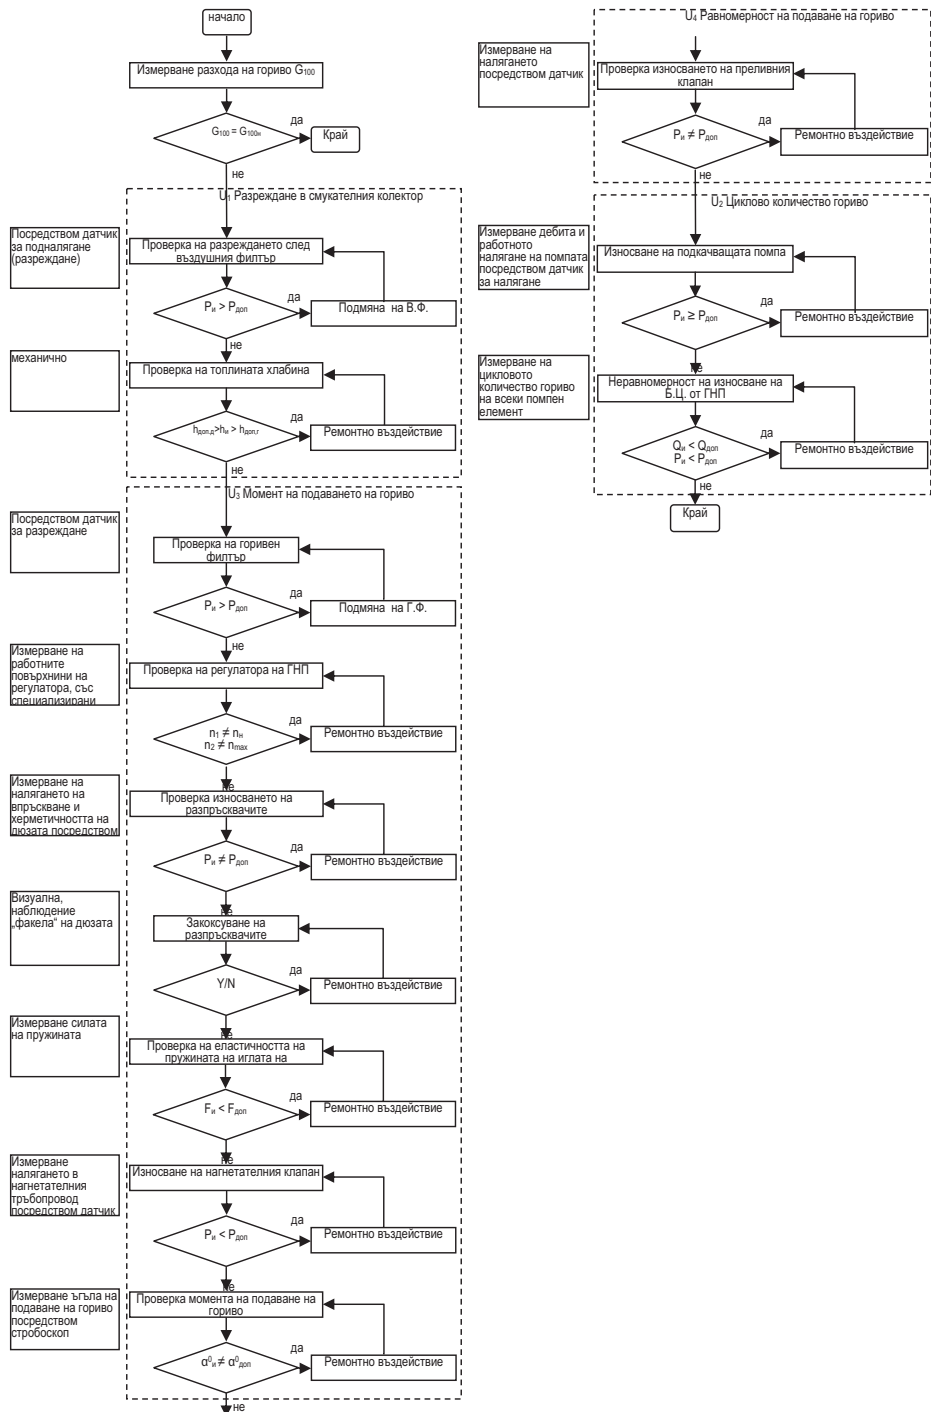 начало
Измерване разхода на гориво G100
G100 = G100н
да
Край
не
U1 Разреждане в смукателния колектор
Посредством датчик
за подналягане
(разреждане)
Проверка на разреждането след
въздушния филтър
Pи > Pдоп
да
Подмяна на В.Ф.
не
механично
Проверка на топлината хлабина
hдоп.д>hи > hдоп.г
да
Ремонтно въздействие
не
U3 Момент на подаването на гориво
Посредством датчик
за разреждане
Проверка на горивен
филтър
Pи > Pдоп
да
Подмяна на Г.Ф.
не
Измерване на
работните
повърхнини на
регулатора, със
специализирани
Проверка на регулатора на ГНП
n1 ≠ nн
n2 ≠ nmax
да
Ремонтно въздействие
не
Измерване на
налягането на
впръскване и
херметичността на
дюзата посредством
Проверка износването на
разпръсквачите
Pи ≠ Pдоп
да
Ремонтно въздействие
не
Визуална,
наблюдение
„факела“ на дюзата
Закоксуване на
разпръсквачите
Y/N
да
Ремонтно въздействие
не
Измерване силата
на пружината
Проверка на еластичността на
пружината на иглата на
Fи < Fдоп
да
Ремонтно въздействие
не
Измерване
налягането в
нагнетателния
тръбопровод
посредством датчик
Износване на нагнетателния клапан
Pи < Pдоп
да
Ремонтно въздействие
не
Измерване ъгъла на
подаване на гориво
посредством
стробоскоп
Проверка момента на подаване на
гориво
α⁰и ≠ α⁰доп
да
Ремонтно въздействие
не
U4 Равномерност на подаване на гориво
Измерване на
налягането
посредством датчик
Проверка износването на преливния
клапан
Pи ≠ Pдоп
да
Ремонтно въздействие
не
U2 Циклово количество гориво
Измерване дебита и
работното
налягане на помпата
посредством датчик
за налягане
Износване на подкачващата помпа
Pи ≥ Pдоп
да
Ремонтно въздействие
не
Измерване на
цикловото
количество гориво
на всеки помпен
елемент
Неравномерност на износване на
Б.Ц. от ГНП
Qи < Qдоп
Pи < Pдоп
да
Ремонтно въздействие
не
Край